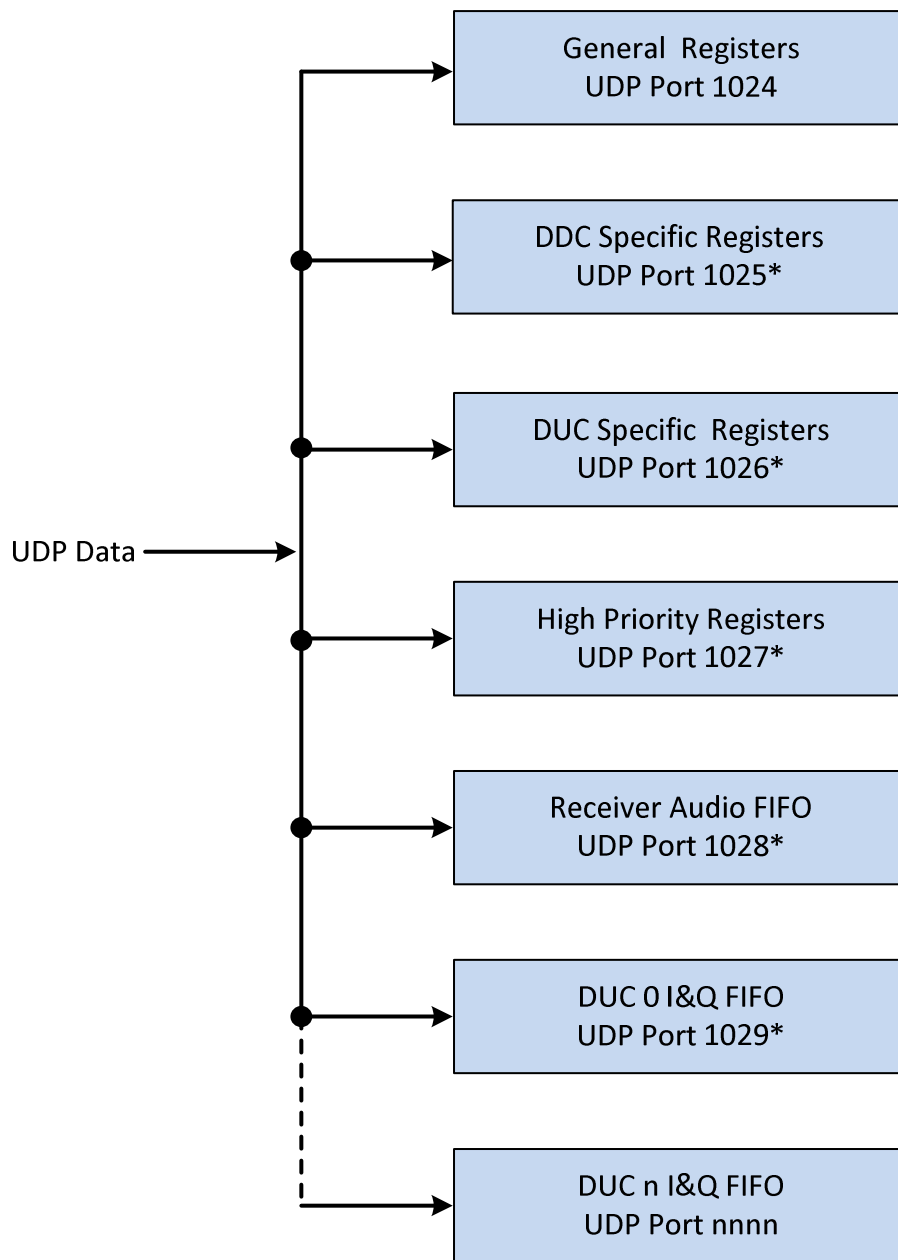 General Registers
UDP Port 1024
DDC Specific Registers
UDP Port 1025*
DUC Specific Registers
UDP Port 1026*
UDP Data
High Priority Registers
UDP Port 1027*
Receiver Audio FIFO
UDP Port 1028*
DUC 0 I&Q FIFO
UDP Port 1029*
DUC n I&Q FIFO
UDP Port nnnn